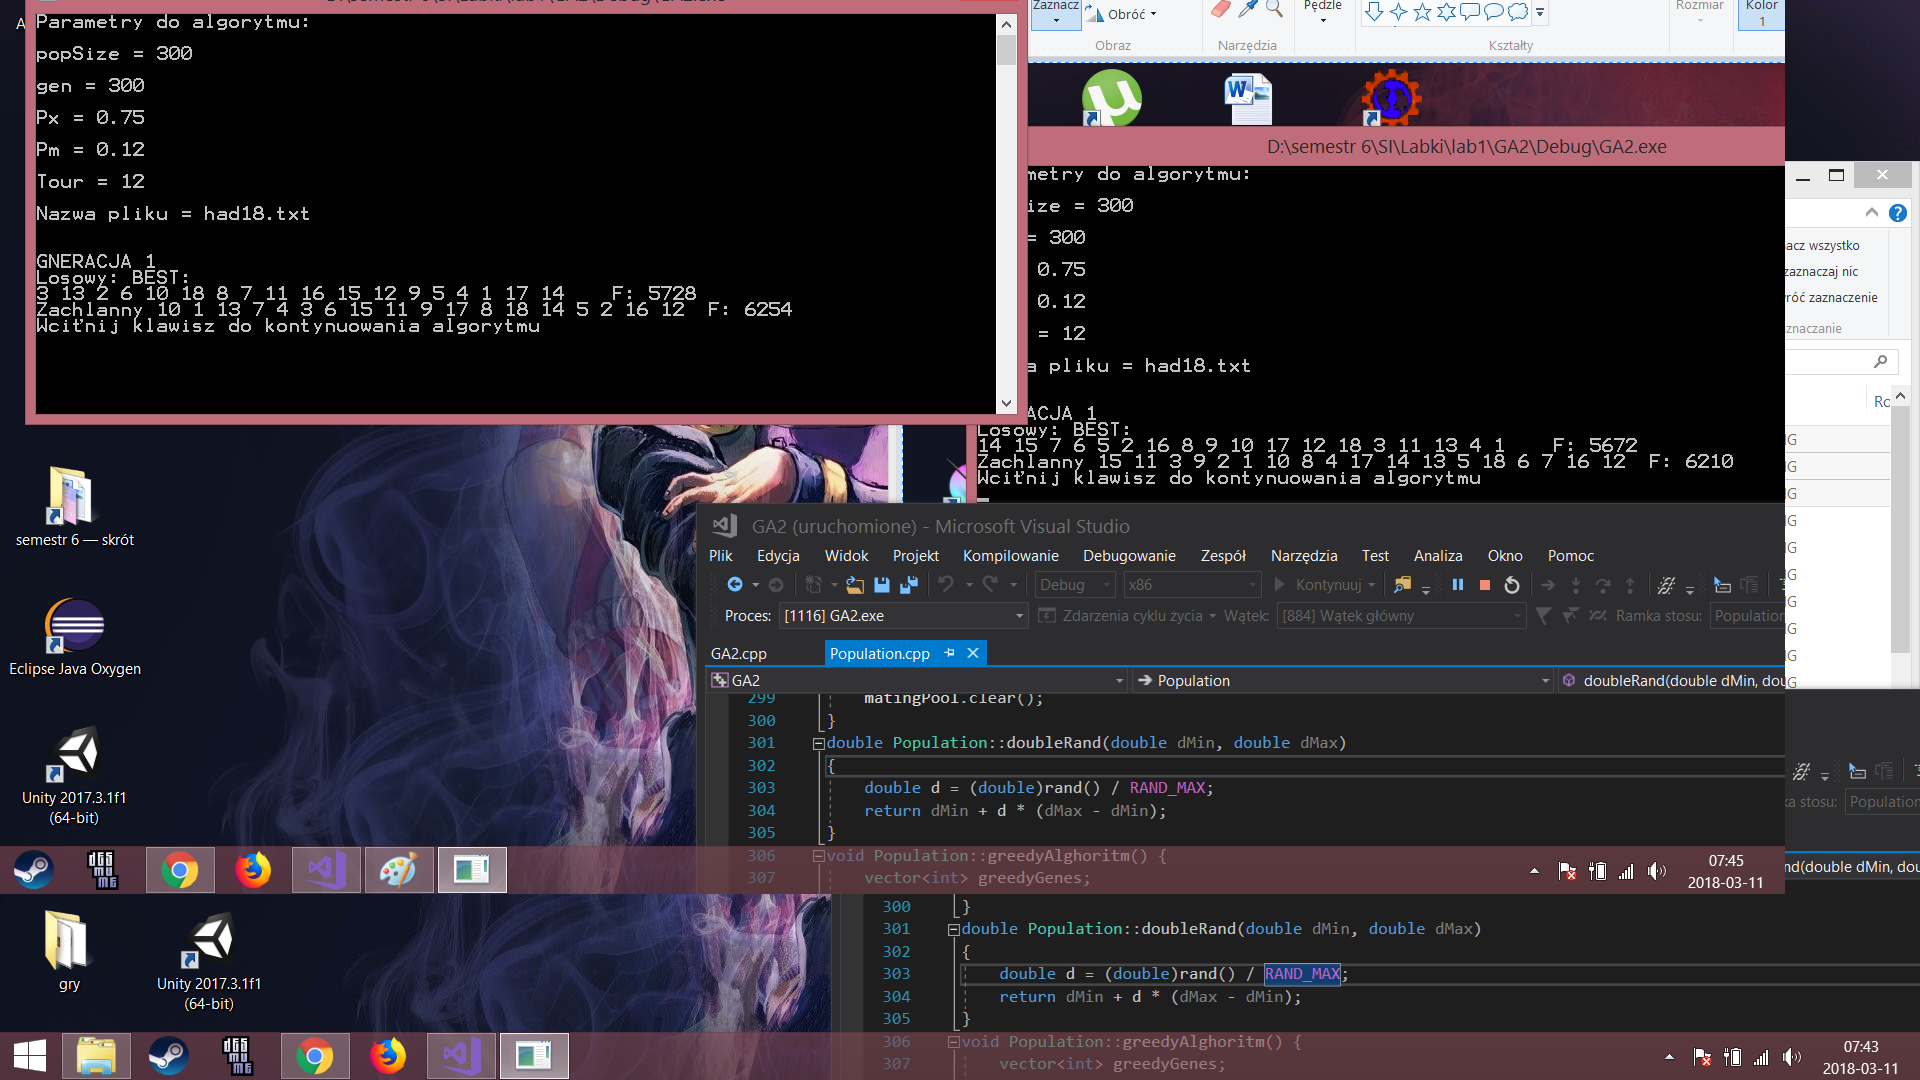 Parametry do algorytmu:
popSize = 300
gen = 300
Px = 0.75
Pm = 0.12
Tour = 12
Nazwa pliku = had18.txt
GNERACJA 1
Losowy: BEST:
3 13 2 6 10 18 8 7 11 16 15 12 9 5 4 1 17 14 F: 5728
Zachlanny 10 1 13 7 4 3 6 15 11 9 17 8 18 14 5 2 16 12 F: 6254
Wciťnij klawisz do kontynuowania algorytmu
Zaznacz
Obróć
Pędzle
Rozmiar
Kolor
1
Obraz
Narzędzia
Kształty
D:\semestr 6\SI\Labki\lab1\GA2\Debug\GA2.exe
metry do algorytmu:
ize = 300
= 300
0.75
0.12
= 12
a pliku = had18.txt
ACJA 1
Losowy: BEST:
14 15 7 6 5 2 16 8 9 10 17 12 18 3 11 13 4 1 F: 5672
Zachlanny 15 11 3 9 2 1 10 8 4 17 14 13 5 18 6 7 16 12 F: 6210
Wciťnij klawisz do kontynuowania algorytmu
acz wszystko
zaznaczaj nic
róć zaznaczenie
znaczanie
Ro
NG
NG
NG
NG
NG
NG
NG
NG
NG
NG
semestr 6 — skrót
Eclipse Java Oxygen
Unity 2017.3.1f1
(64-bit)
GA2 (uruchomione) - Microsoft Visual Studio
Plik Edycja Widok Projekt Kompilowanie Debugowanie Zespół Narzędzia Test Analiza Okno Pomoc
Debug x86 Kontynuuj
Proces: [1116] GA2.exe Zdarzenia cyklu życia Wątek: [884] Wątek główny Ramka stosu: Population
GA2.cpp Population.cpp
GA2 Population doubleRand(double dMin, dou
299 matingPool.clear();
300 }
301 double Population::doubleRand(double dMin, double dMax)
302 {
303 double d = (double)rand() / RAND_MAX;
304 return dMin + d * (dMax - dMin);
305 }
306 void Population::greedyAlghoritm() {
307 vector<int> greedyGenes;
07:45
2018-03-11
ka stosu: Population
nd(double dMin, dou
300 }
301 double Population::doubleRand(double dMin, double dMax)
302 {
303 double d = (double)rand() / RAND_MAX;
304 return dMin + d * (dMax - dMin);
305 }
306 void Population::greedyAlghoritm() {
307 vector<int> greedyGenes;
gry
Unity 2017.3.1f1
(64-bit)
07:43
2018-03-11